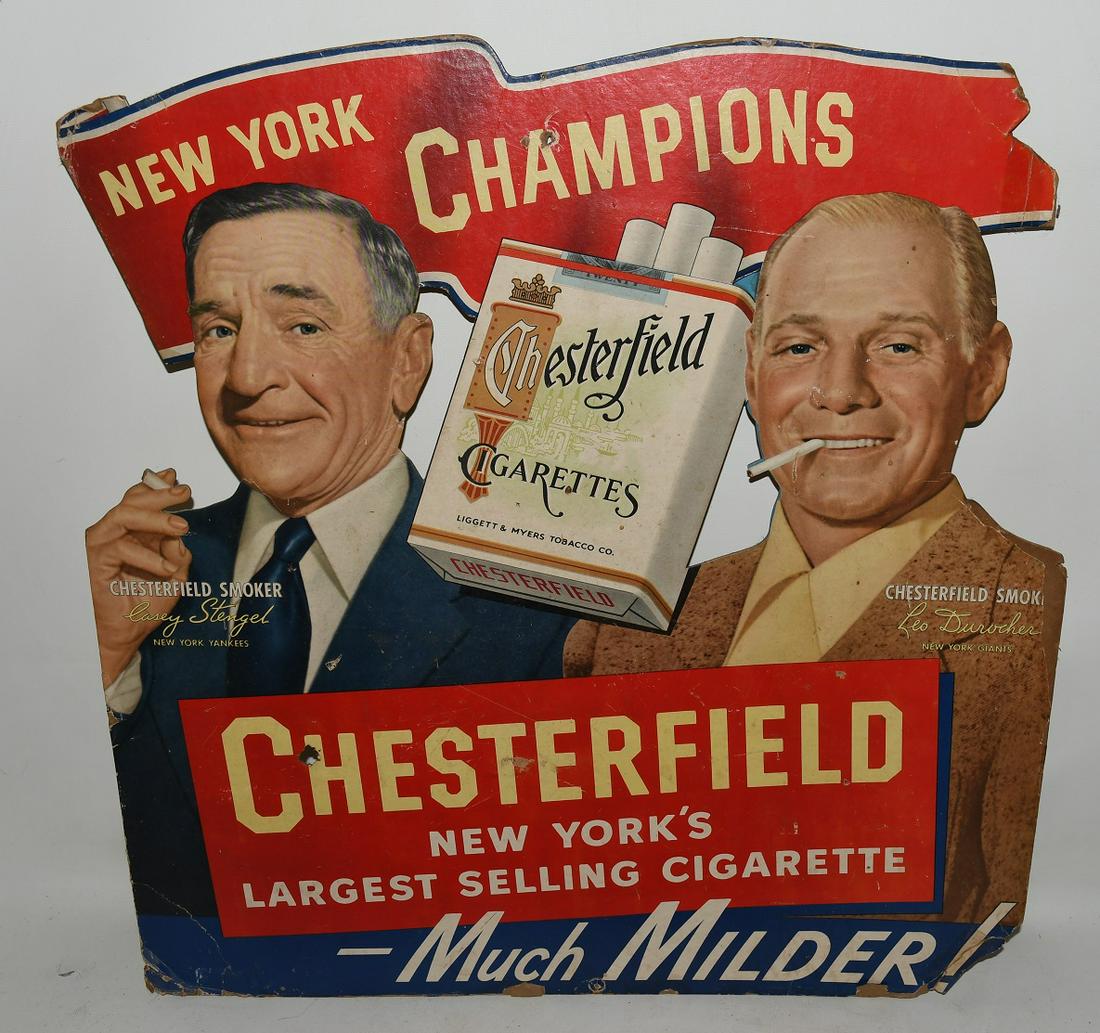 NEW YORK CHAMPIONS
TWENTY
Chesterfield
CIGARETTES
LIGGETT & MYERS TOBACCO CO.
CHESTERFIELD
CHESTERFIELD SMOKER
Casey Stengel
NEW YORK YANKEES
CHESTERFIELD SMOK
Leo Durocher
NEW YORK GIANTS
CHESTERFIELD
NEW YORK'S
LARGEST SELLING CIGARETTE
— Much MILDER!